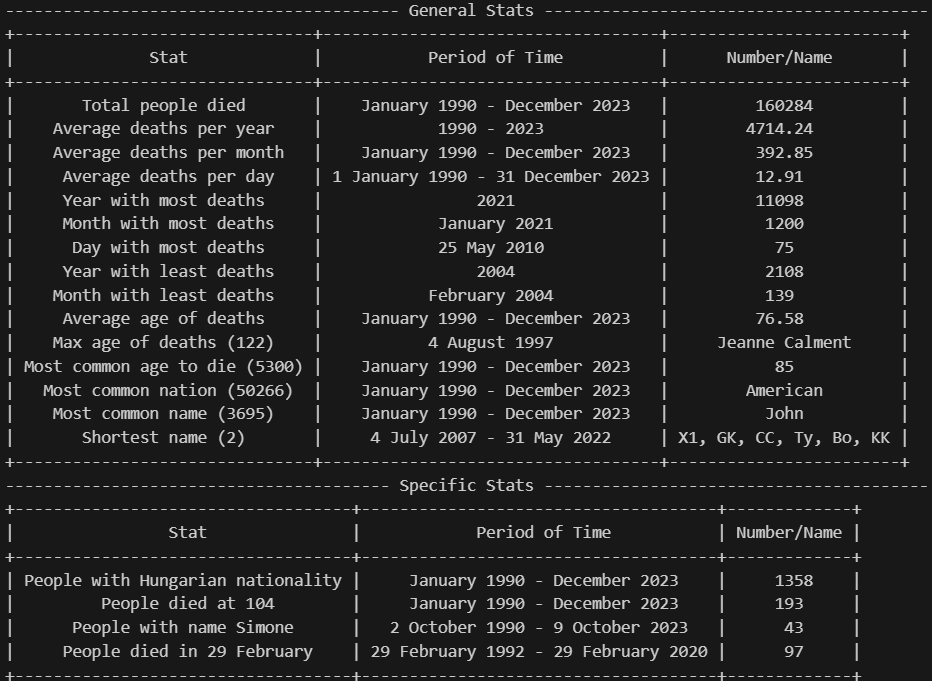 ----------------------------------------- General Stats -----------------------------------------
+--------------------------------+------------------------------------+-------------------------+
|              Stat              |           Period of Time           |       Number/Name       |
+--------------------------------+------------------------------------+-------------------------+
|       Total people died        |    January 1990 - December 2023    |         160284          |
|    Average deaths per year     |            1990 - 2023             |         4714.24         |
|    Average deaths per month    |    January 1990 - December 2023    |         392.85          |
|     Average deaths per day     | 1 January 1990 - 31 December 2023  |          12.91          |
|     Year with most deaths      |                2021                |          11098          |
|     Month with most deaths     |            January 2021            |          1200           |
|      Day with most deaths      |            25 May 2010             |           75            |
|     Year with least deaths     |                2004                |          2108           |
|    Month with least deaths     |           February 2004            |           139           |
|     Average age of deaths      |    January 1990 - December 2023    |          76.58          |
|    Max age of deaths (122)     |           4 August 1997            |     Jeanne Calment      |
| Most common age to die (5300)  |    January 1990 - December 2023    |           85            |
|   Most common nation (50266)   |    January 1990 - December 2023    |        American         |
|    Most common name (3695)     |    January 1990 - December 2023    |          John           |
|       Shortest name (2)        |     4 July 2007 - 31 May 2022      | X1, GK, CC, Ty, Bo, KK  |
+--------------------------------+------------------------------------+-------------------------+
---------------------------------------- Specific Stats -----------------------------------------
+------------------------------------+--------------------------------------+-------------+
|                Stat                |            Period of Time            | Number/Name |
+------------------------------------+--------------------------------------+-------------+
| People with Hungarian nationality  |     January 1990 - December 2023     |    1358     |
|         People died at 104         |     January 1990 - December 2023     |     193     |
|      People with name Simone       |   2 October 1990 - 9 October 2023    |     43      |
|     People died in 29 February     | 29 February 1992 - 29 February 2020  |     97      |
+------------------------------------+--------------------------------------+-------------+